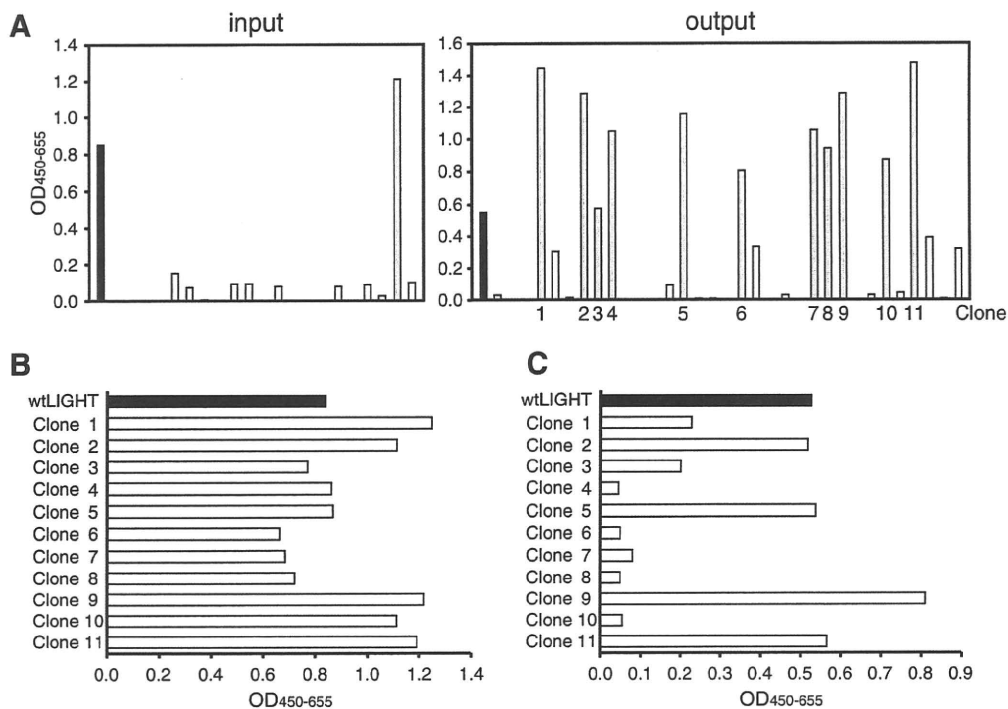 A
input
output
1.4
1.2
1.0
0.8
0.6
0.4
0.2
0.0
OD450-655
1.6
1.4
1.2
1.0
0.8
0.6
0.4
0.2
0.0
1 2 3 4 5 6 7 8 9 10 11 Clone
B
wtLIGHT
Clone 1
Clone 2
Clone 3
Clone 4
Clone 5
Clone 6
Clone 7
Clone 8
Clone 9
Clone 10
Clone 11
0.0 0.2 0.4 0.6 0.8 1.0 1.2 1.4
OD450-655
C
wtLIGHT
Clone 1
Clone 2
Clone 3
Clone 4
Clone 5
Clone 6
Clone 7
Clone 8
Clone 9
Clone 10
Clone 11
0.0 0.1 0.2 0.3 0.4 0.5 0.6 0.7 0.8 0.9
OD450-655